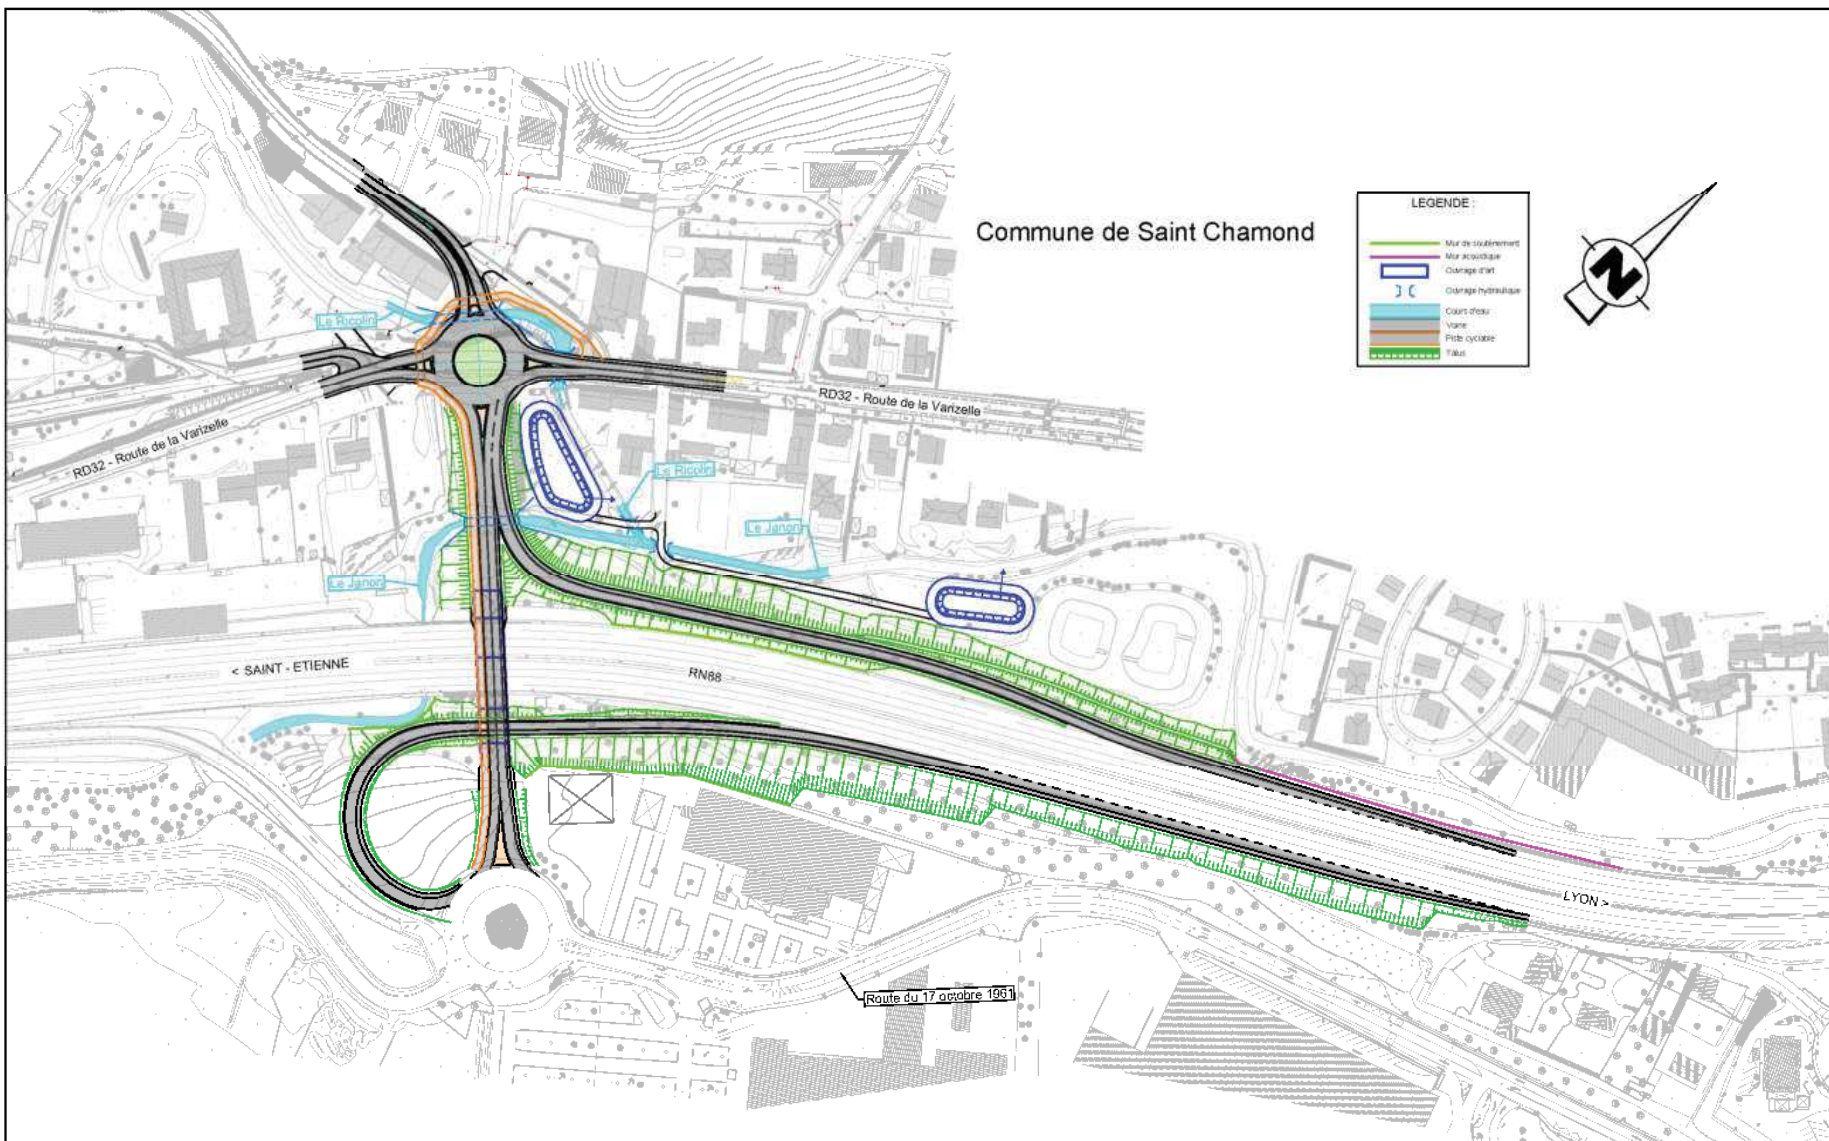 Commune de Saint Chamond
LEGENDE :
Mur de soutènement
Mur acoustique
Ouvrage d'art
Ouvrage hydraulique
Cours d'eau
Voirie
Piste cyclable
Talus
N
Le Ricolin
RD32 - Route de la Varizelle
RD32 - Route de la Varizelle
Le Ricolin
Le Janon
Le Janon
< SAINT - ETIENNE
RN88
LYON >
Route du 17 octobre 1961